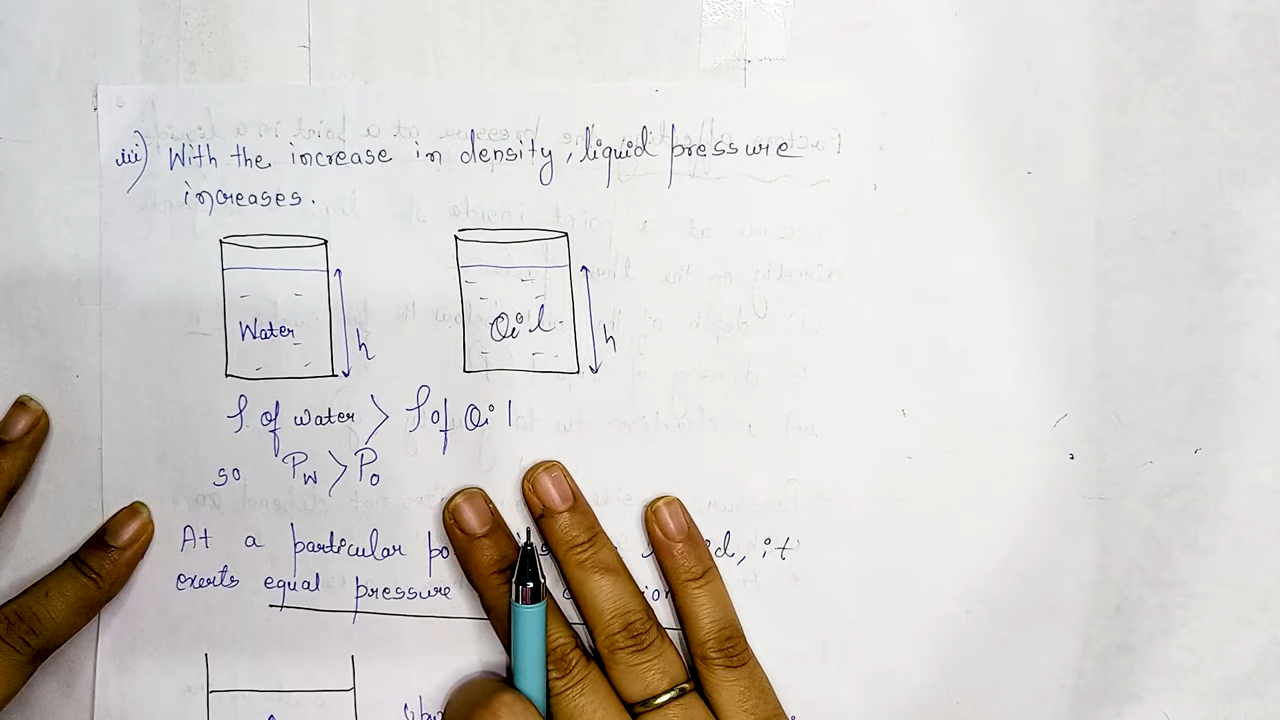 iii) With the increase in density, liquid pressure
increases.
Water
h
Oil
h
ρ of water > ρ of Oil
so Pw > Po
At a particular it
exerts equal pressure